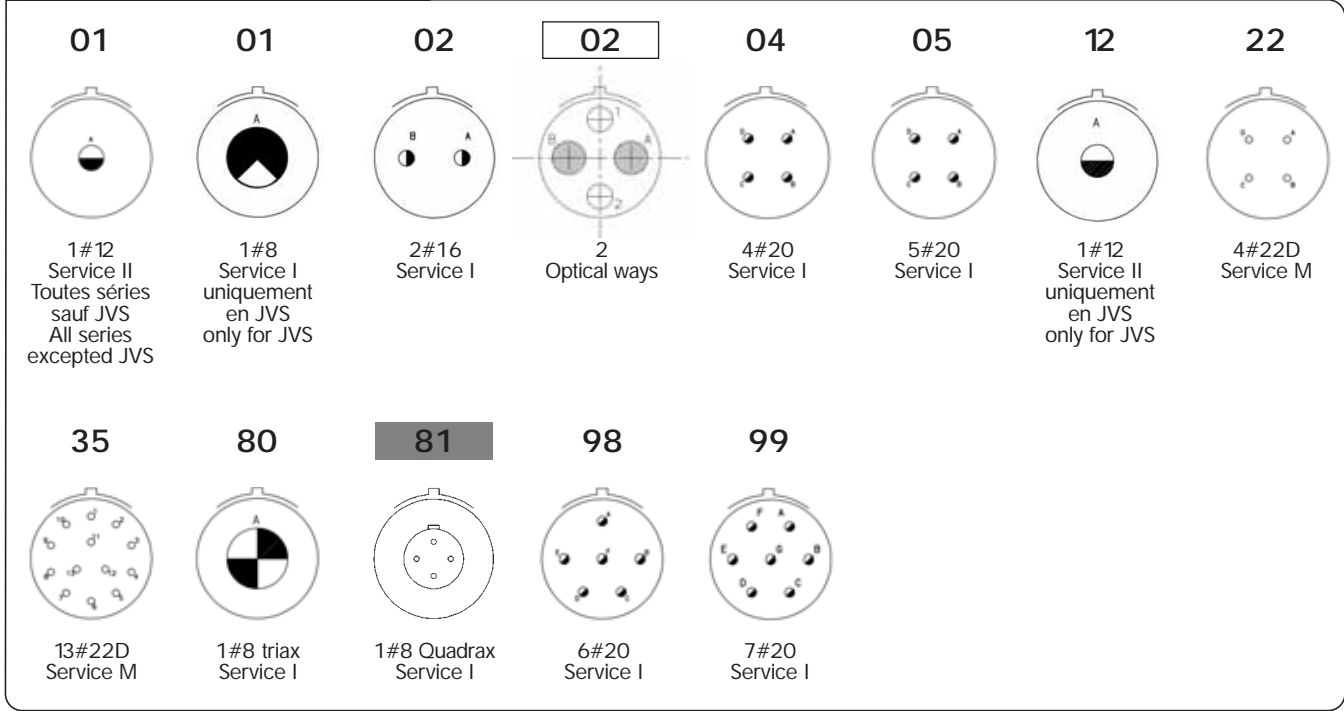 01 01 02 02 04 05 12 22
A A B A 1 B A 2 A
1#12
Service II
Toutes séries
sauf JVS
All series
excepted JVS
1#8
Service I
uniquement
en JVS
only for JVS
2#16
Service I
2
Optical ways
4#20
Service I
5#20
Service I
1#12
Service II
uniquement
en JVS
only for JVS
4#22D
Service M
35 80 81 98 99
A
F A
E G B
D C
13#22D
Service M
1#8 triax
Service I
1#8 Quadrax
Service I
6#20
Service I
7#20
Service I